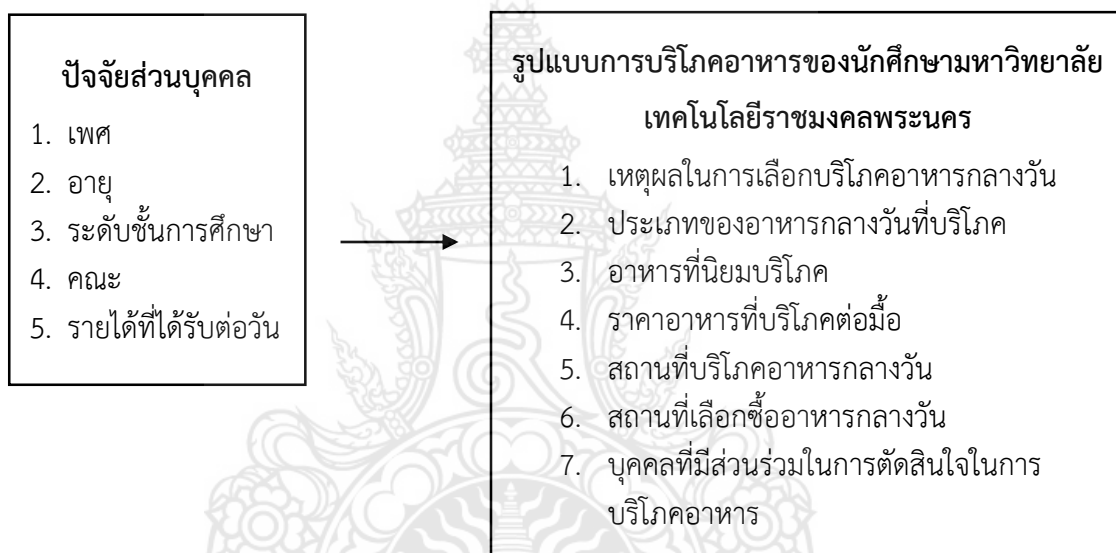 ปัจจัยส่วนบุคคล
1. เพศ
2. อายุ
3. ระดับชั้นการศึกษา
4. คณะ
5. รายได้ที่ได้รับต่อวัน
รูปแบบการบริโภคอาหารของนักศึกษามหาวิทยาลัย
เทคโนโลยีราชมงคลพระนคร
1. เหตุผลในการเลือกบริโภคอาหารกลางวัน
2. ประเภทของอาหารกลางวันที่บริโภค
3. อาหารที่นิยมบริโภค
4. ราคาอาหารที่บริโภคต่อมื้อ
5. สถานที่บริโภคอาหารกลางวัน
6. สถานที่เลือกซื้ออาหารกลางวัน
7. บุคคลที่มีส่วนร่วมในการตัดสินใจในการ
บริโภคอาหาร